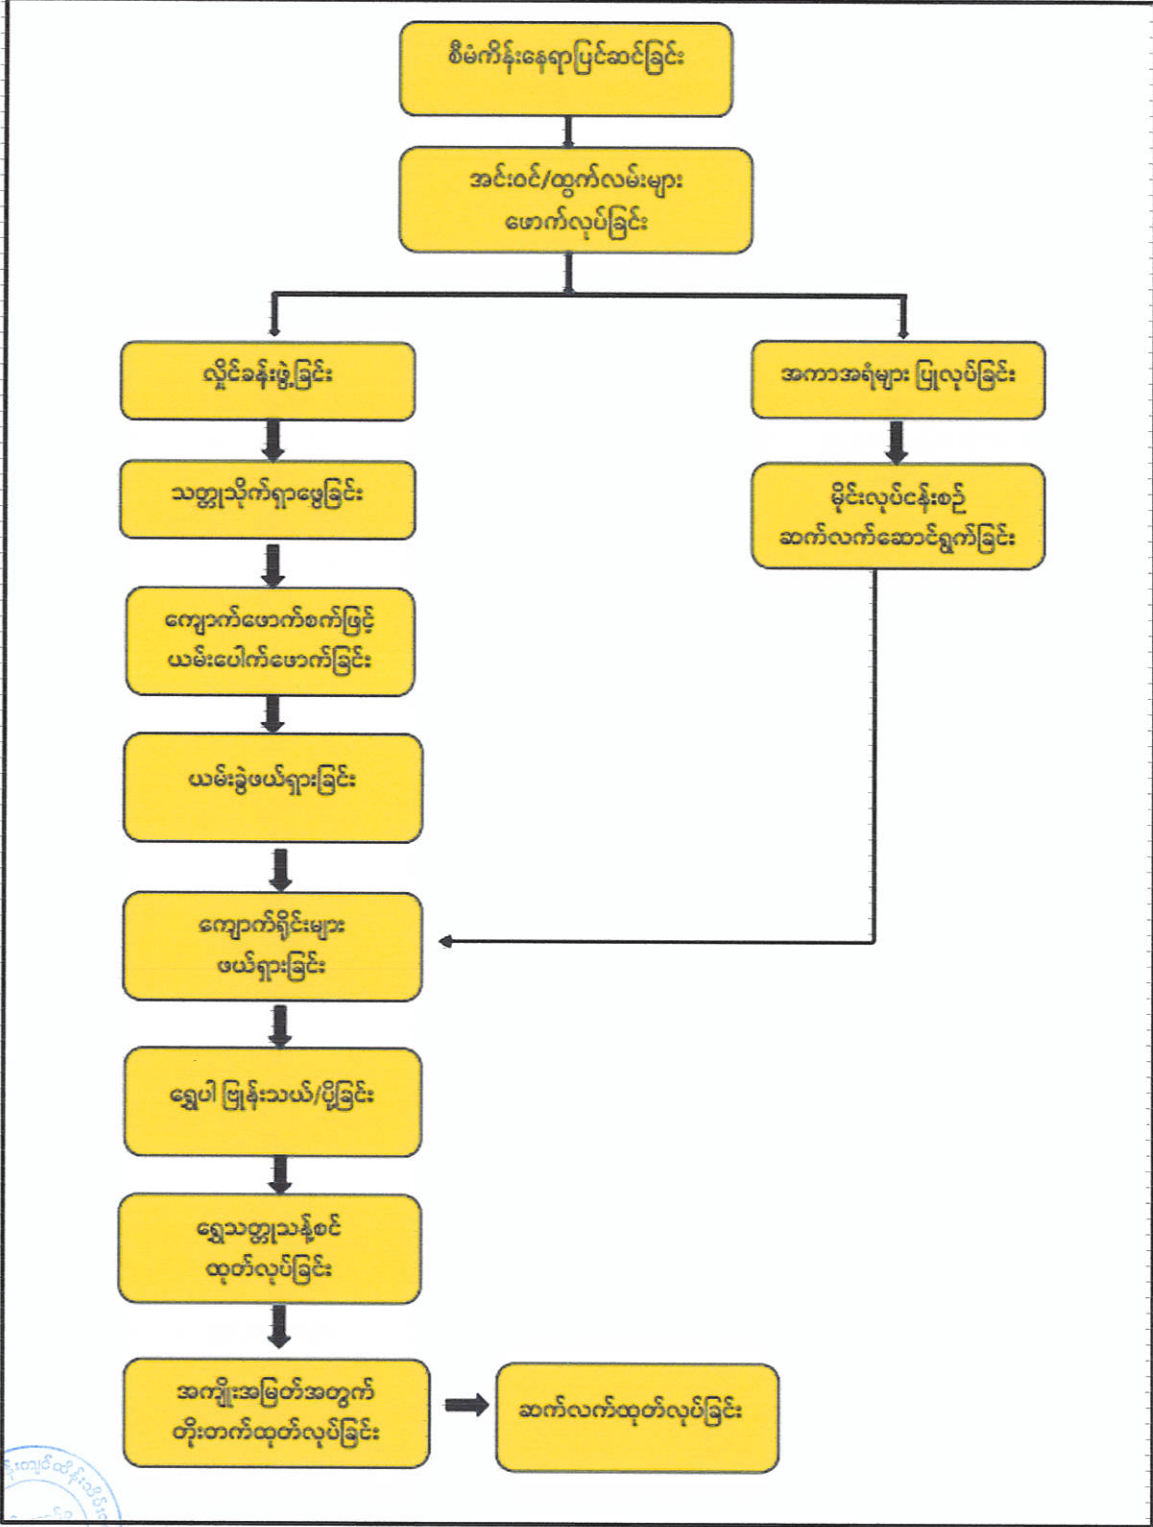 စီမံကိန်းနေရာပြင်ဆင်ခြင်း
အင်းဝင်/ထွက်လမ်းများ
ဖောက်လုပ်ခြင်း
လှိုင်ခန်းဖွဲ့ခြင်း
အကာအရံများ ပြုလုပ်ခြင်း
သတ္တုသိုက်ရှာဖွေခြင်း
မိုင်းလုပ်ငန်းစဉ်
ဆက်လက်ဆောင်ရွက်ခြင်း
ကျောက်ဖောက်စက်ဖြင့်
ယမ်းပေါက်ဖောက်ခြင်း
ယမ်းခွဲဖယ်ရှားခြင်း
ကျောက်ရိုင်းများ
ဖယ်ရှားခြင်း
ရွှေပါ ဗြုန်းသယ်/ပို့ခြင်း
ရွှေသတ္တုသန့်စင်
ထုတ်လုပ်ခြင်း
အကျိုးအမြတ်အတွက်
တိုးတက်ထုတ်လုပ်ခြင်း
ဆက်လက်ထုတ်လုပ်ခြင်း